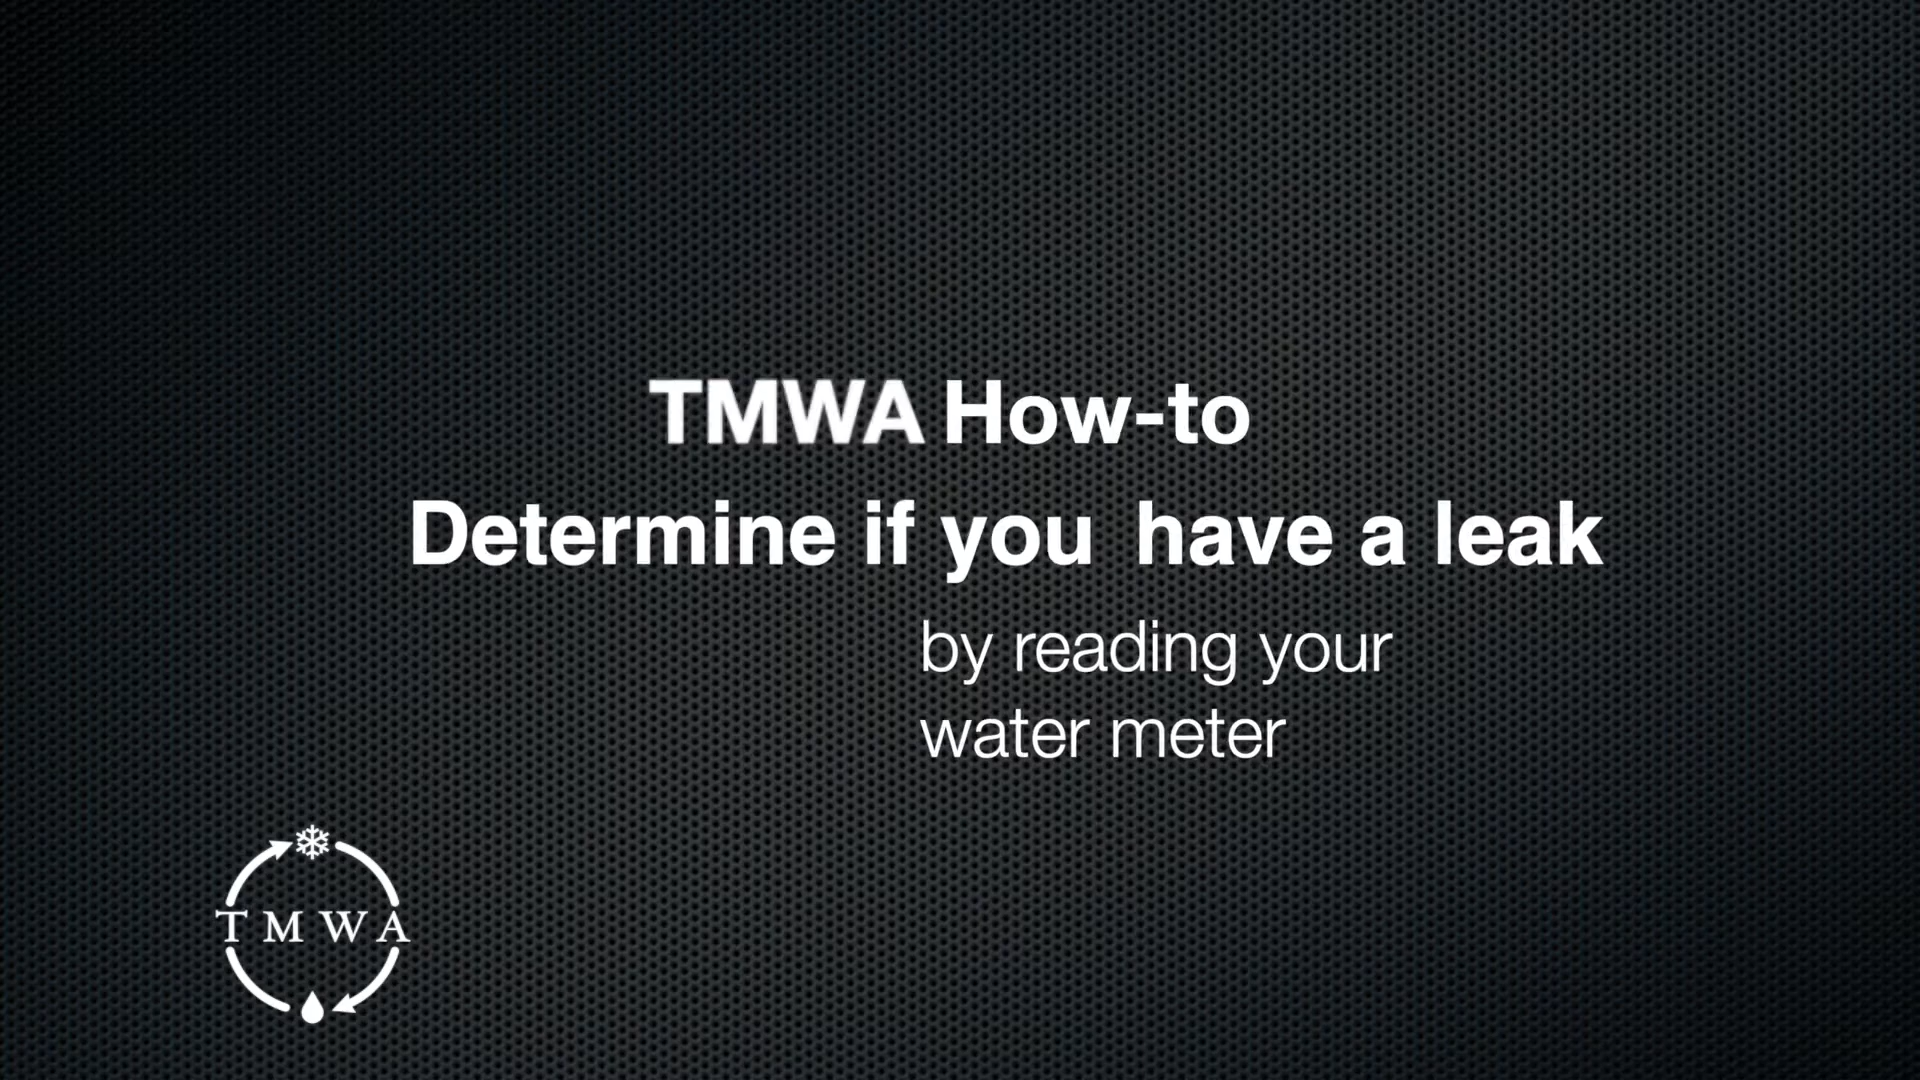 TMWA How-to
Determine if you have a leak
by reading your
water meter
TMWA